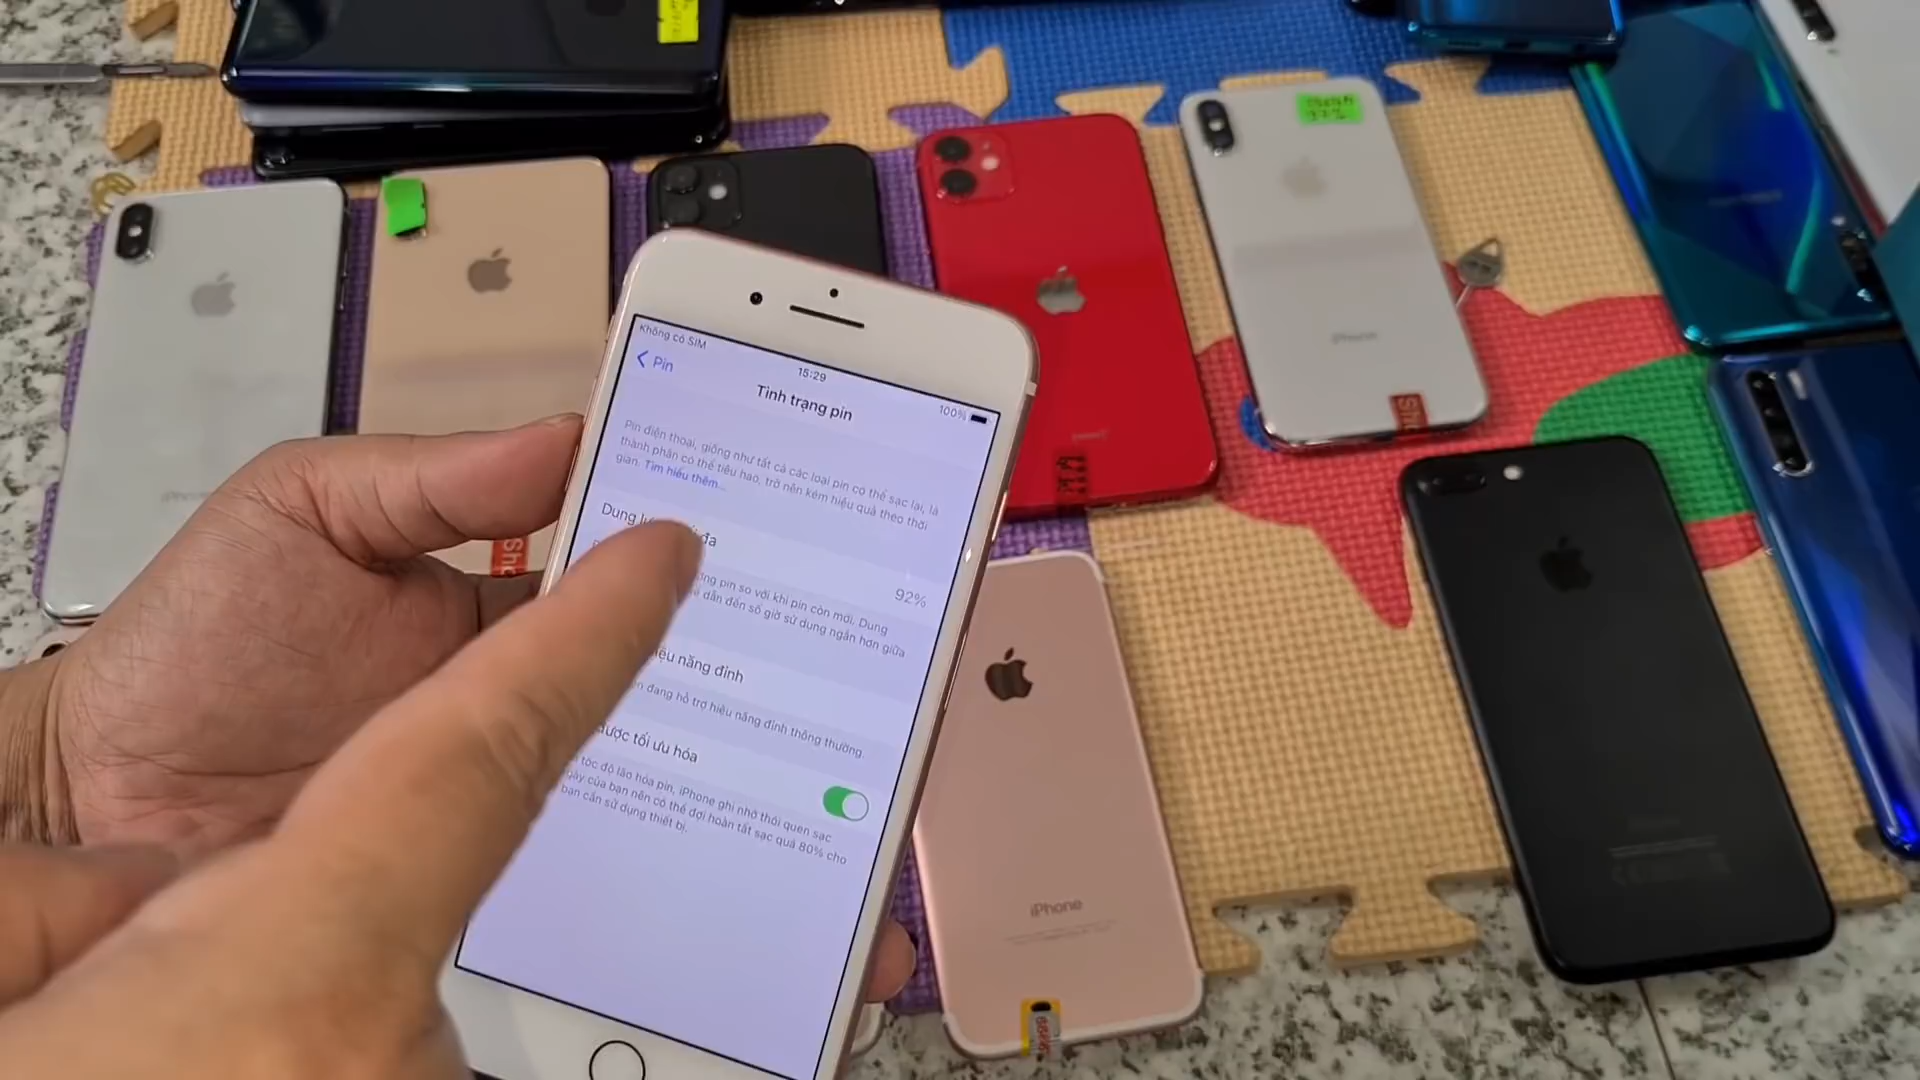 Không có SIM
15:29
100%
Pin
Tình trạng pin
Pin điện thoại, giống như tất cả các loại pin có thể sạc lại, là
thành phần có thể tiêu hao, trở nên kém hiệu quả theo thời
gian. Tìm hiểu thêm...
Dung đa
92%
pin so với khi pin còn mới. Dung
dẫn đến số giờ sử dụng ngắn hơn giữa
năng đỉnh
đang hỗ trợ hiệu năng đỉnh thông thường.
được tối ưu hóa
tốc độ lão hóa pin, iPhone ghi nhớ thói quen sạc
của bạn nên có thể đợi hoàn tất sạc quá 80% cho
bạn cần sử dụng thiết bị.
iPhone
iPhone